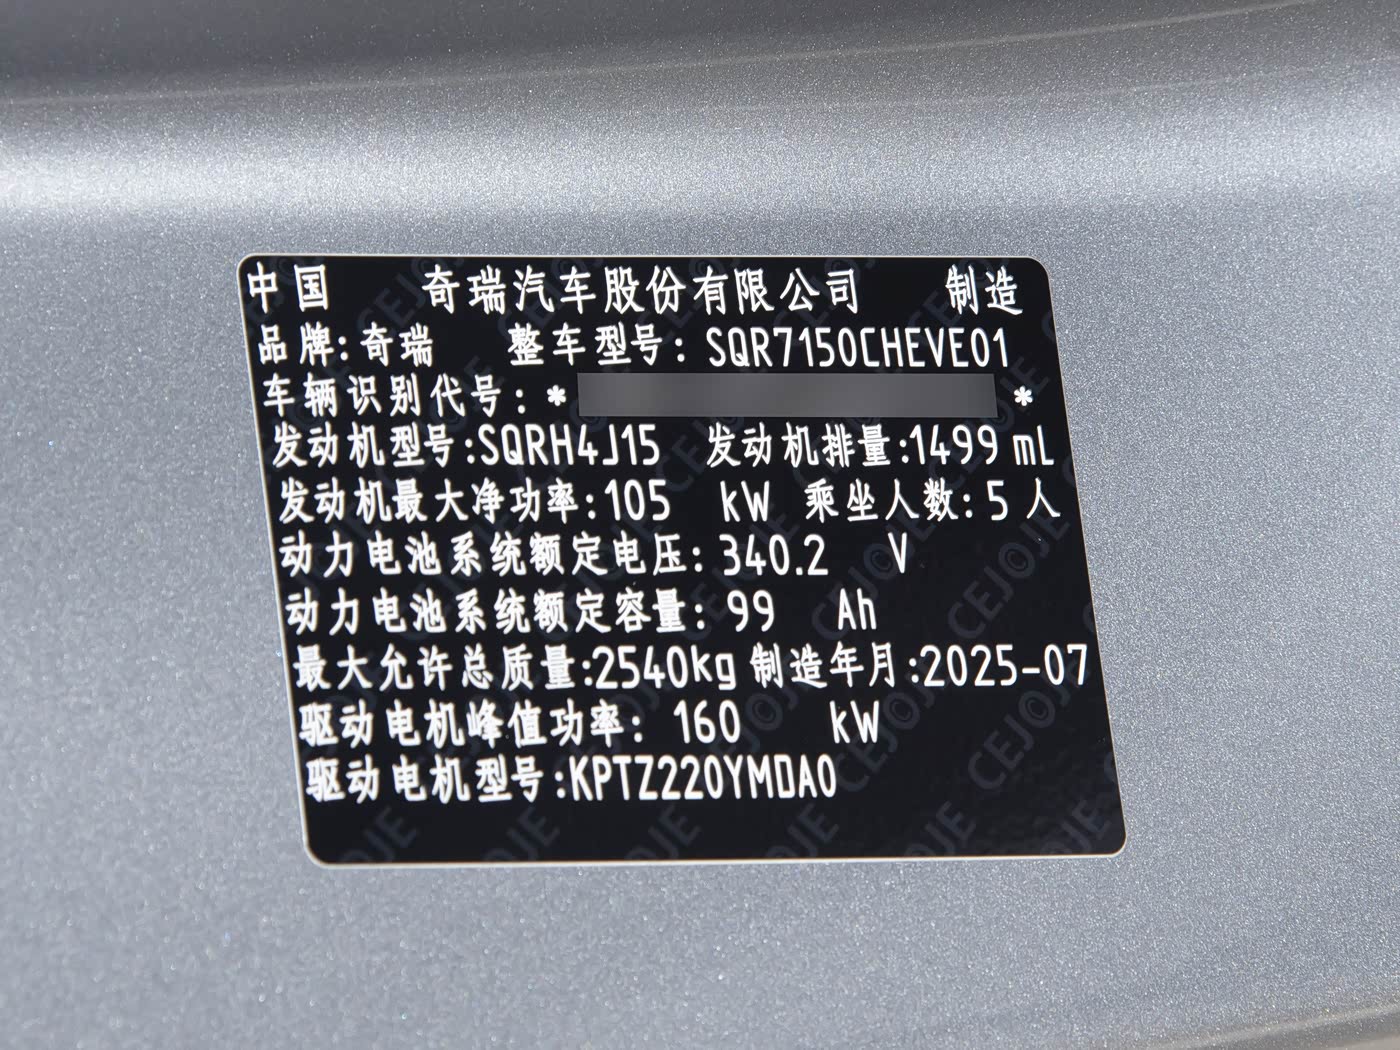 中国 奇瑞汽车股份有限公司 制造
品牌:奇瑞 整车型号: SQR7150CHEVE01
车辆识别代号: * *
发动机型号:SQRH4J15 发动机排量:1499 mL
发动机最大净功率:105 kW 乘坐人数: 5 人
动力电池系统额定电压: 340.2 V
动力电池系统额定容量: 99 Ah
最大允许总质量:2540kg 制造年月:2025-07
驱动电机峰值功率: 160 kW
驱动电机型号:KPTZ220YMDA0